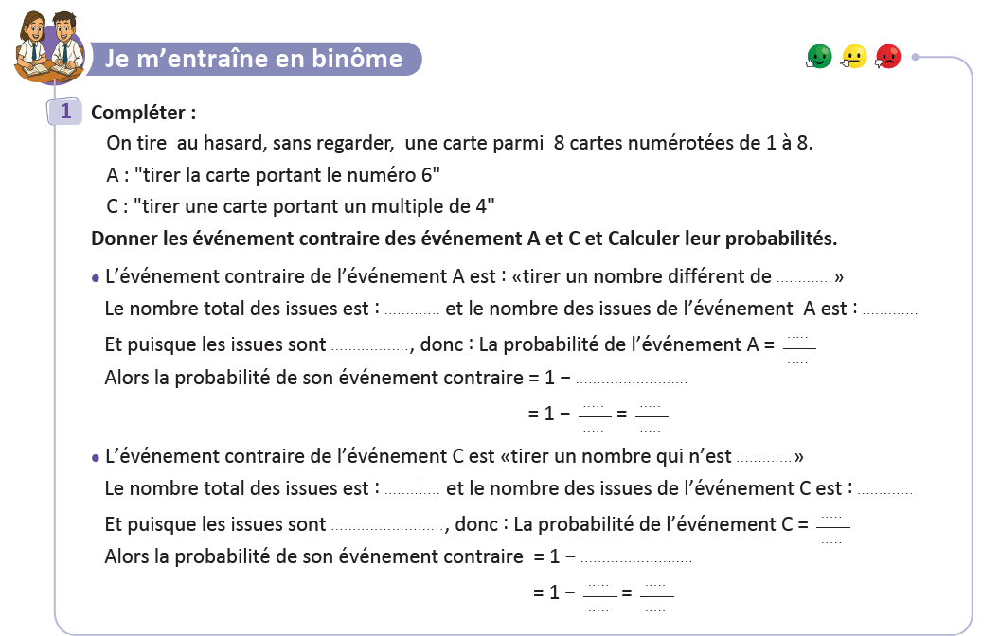 Je m’entraîne en binôme
1 Compléter :
On tire au hasard, sans regarder, une carte parmi 8 cartes numérotées de 1 à 8.
A : "tirer la carte portant le numéro 6"
C : "tirer une carte portant un multiple de 4"
Donner les événement contraire des événement A et C et Calculer leur probabilités.
• L’événement contraire de l’événement A est : «tirer un nombre différent de .............»
Le nombre total des issues est : ............. et le nombre des issues de l’événement A est : .............
Et puisque les issues sont .................., donc : La probabilité de l’événement A = ..... / .....
Alors la probabilité de son événement contraire = 1 − ..........................
= 1 − ..... / ..... = ..... / .....
• L’événement contraire de l’événement C est «tirer un nombre qui n’est .............»
Le nombre total des issues est : ............. et le nombre des issues de l’événement C est : .............
Et puisque les issues sont .........................., donc : La probabilité de l’événement C = ..... / .....
Alors la probabilité de son événement contraire = 1 − ..........................
= 1 − ..... / ..... = ..... / .....